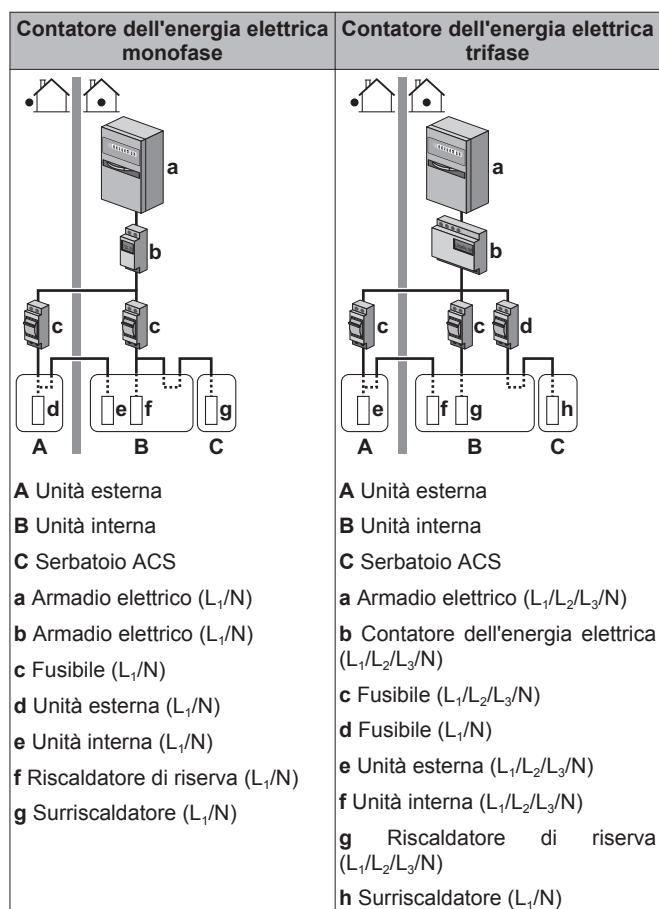 Contatore dell'energia elettrica
monofase
a
b
c
c
d
e
f
g
A
B
C
A Unità esterna
B Unità interna
C Serbatoio ACS
a Armadio elettrico (L₁/N)
b Armadio elettrico (L₁/N)
c Fusibile (L₁/N)
d Unità esterna (L₁/N)
e Unità interna (L₁/N)
f Riscaldatore di riserva (L₁/N)
g Surriscaldatore (L₁/N)
Contatore dell'energia elettrica
trifase
a
b
c
c
d
e
f
g
h
A
B
C
A Unità esterna
B Unità interna
C Serbatoio ACS
a Armadio elettrico (L₁/L₂/L₃/N)
b Contatore dell'energia elettrica
(L₁/L₂/L₃/N)
c Fusibile (L₁/L₂/L₃/N)
d Fusibile (L₁/N)
e Unità esterna (L₁/L₂/L₃/N)
f Unità interna (L₁/L₂/L₃/N)
g Riscaldatore di riserva
(L₁/L₂/L₃/N)
h Surriscaldatore (L₁/N)